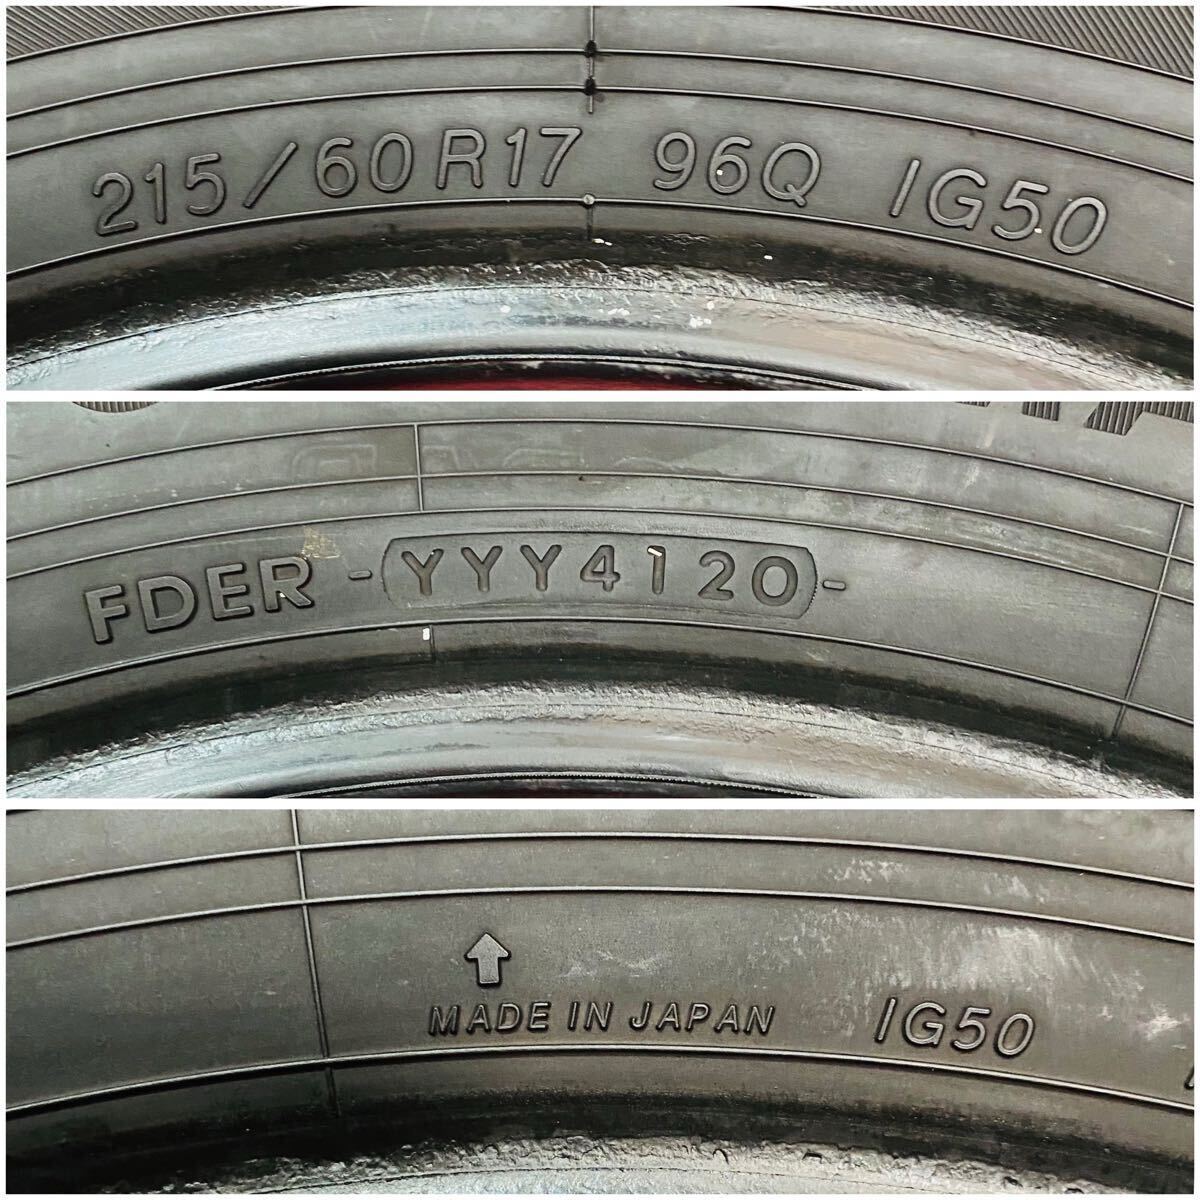 215/60R17 96Q IG50
FDER -YYY4120-
MADE IN JAPAN IG50